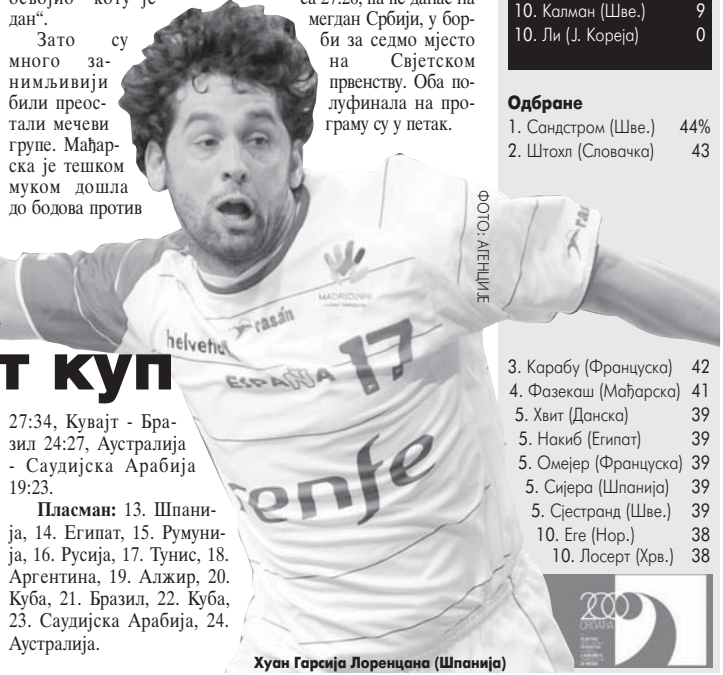 дан“.
Зато су
много за-
нимљивији
били преос-
тали мечеви
групе. Мађар-
ска је тешком
муком дошла
до бодова против
мегдан Србији, у бор-
би за седмо мјесто
на Свјетском
првенству. Оба по-
луфинала на про-
граму су у петак.
10. Калман (Шве.) 9
10. Ли (Ј. Кореја) 0
Одбране
1. Сандстром (Шве.) 44%
2. Штохл (Словачка) 43
3. Карабу (Француска) 42
4. Фазекаш (Мађарска) 41
5. Хвит (Данска) 39
5. Накиб (Египат) 39
5. Омејер (Француска) 39
5. Сијера (Шпанија) 39
5. Сјестранд (Шве.) 39
10. Еге (Нор.) 38
10. Лосерт (Хрв.) 38
ФОТО: АГЕНЦИЈЕ
MADRID2016
rasán
helvetia
ESPAÑA 17
renfe
т куп
27:34, Кувајт - Бра-
зил 24:27, Аустралија
- Саудијска Арабија
19:23.
Пласман: 13. Шпани-
ја, 14. Египат, 15. Румуни-
ја, 16. Русија, 17. Тунис, 18.
Аргентина, 19. Алжир, 20.
Куба, 21. Бразил, 22. Куба,
23. Саудијска Арабија, 24.
Аустралија.
Хуан Гарсија Лоренцана (Шпанија)
2009
CROATIA